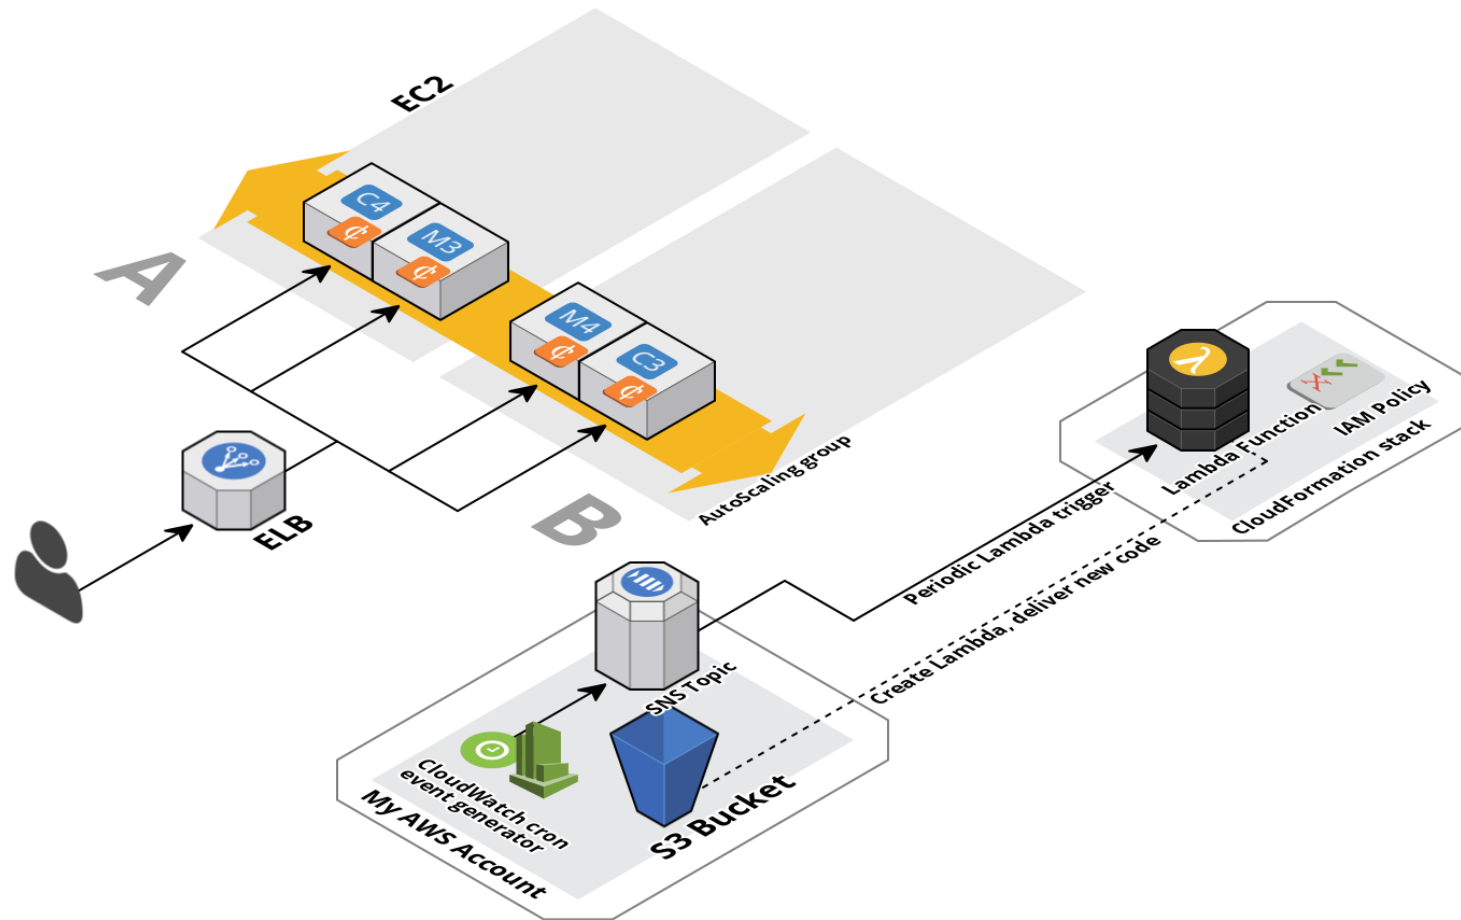 EC2
C4
M3
M4
C3
A
B
AutoScaling group
ELB
Lambda Function
IAM Policy
CloudFormation stack
Periodic Lambda trigger
Create Lambda, deliver new code
SNS Topic
CloudWatch cron
event generator
S3 Bucket
My AWS Account